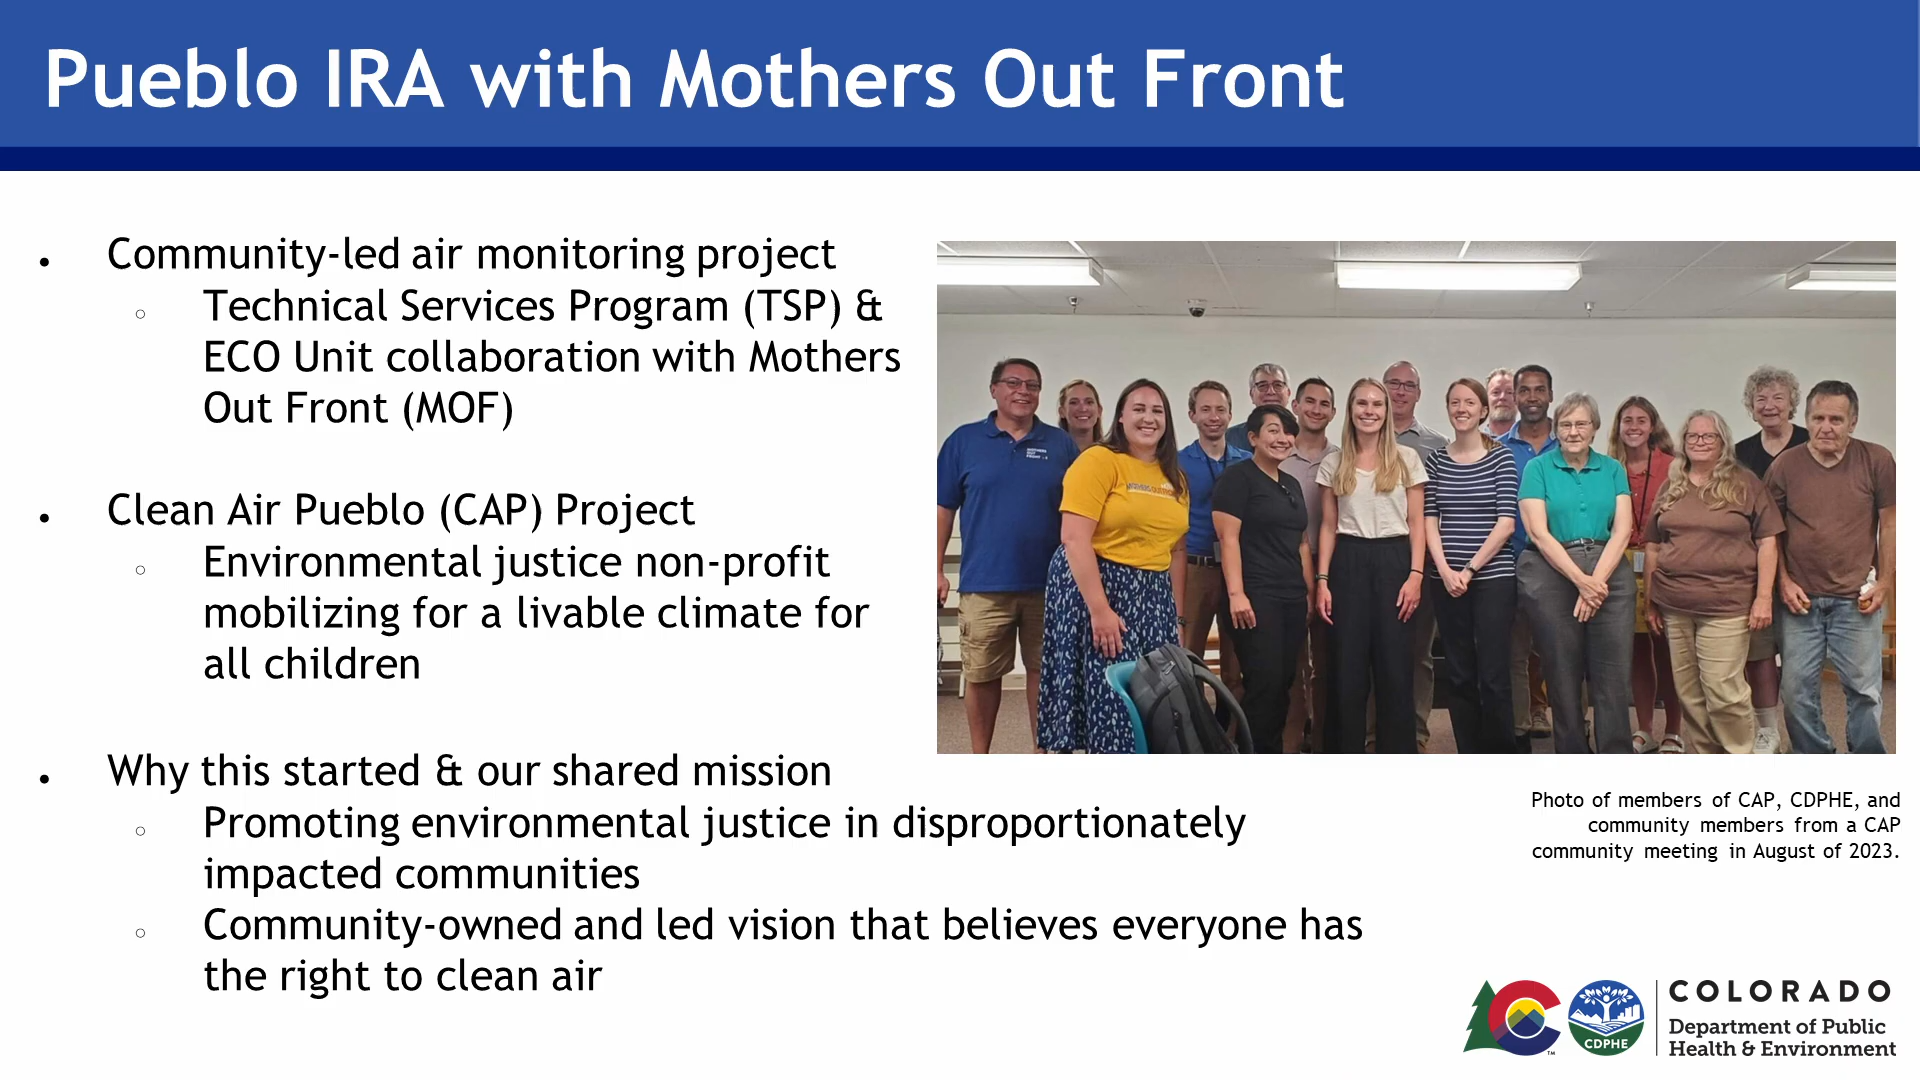 Pueblo IRA with Mothers Out Front
• Community-led air monitoring project
○ Technical Services Program (TSP) &
ECO Unit collaboration with Mothers
Out Front (MOF)
• Clean Air Pueblo (CAP) Project
○ Environmental justice non-profit
mobilizing for a livable climate for
all children
• Why this started & our shared mission
○ Promoting environmental justice in disproportionately
impacted communities
○ Community-owned and led vision that believes everyone has
the right to clean air
Photo of members of CAP, CDPHE, and
community members from a CAP
community meeting in August of 2023.
TM
CDPHE
COLORADO
Department of Public
Health & Environment